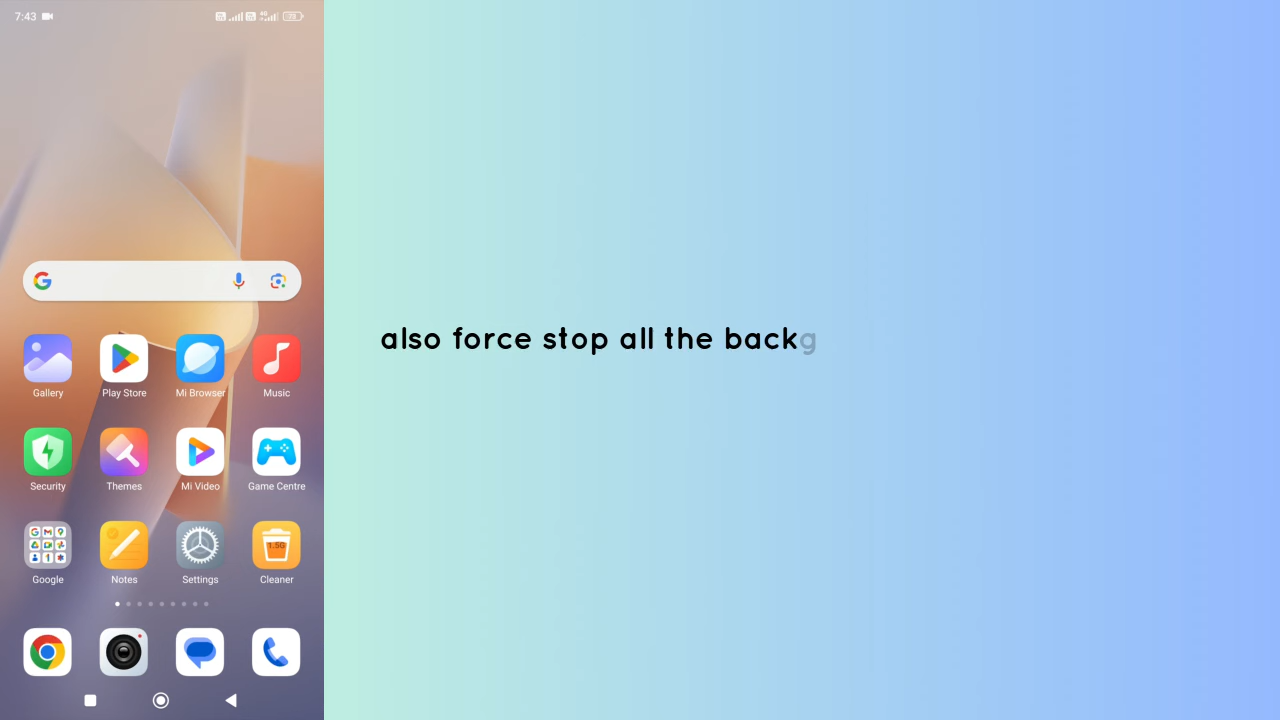 7:43
also force stop all the backg
Gallery
Play Store
Mi Browser
Music
Security
Themes
Mi Video
Game Centre
Google
Notes
Settings
Cleaner